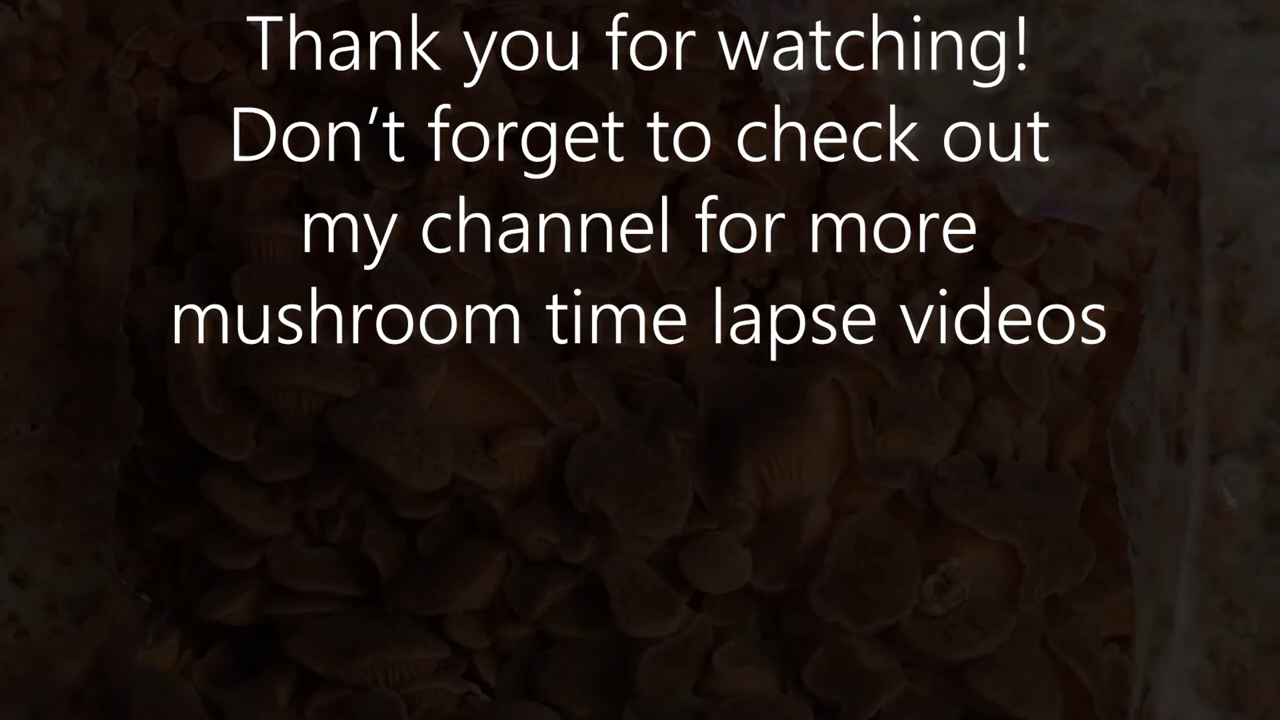 Thank you for watching!
Don’t forget to check out
my channel for more
mushroom time lapse videos